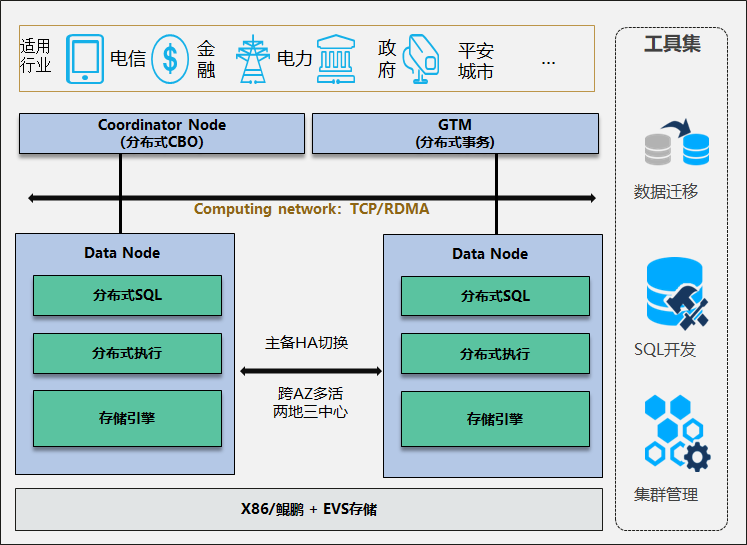 适用
行业
电信
金
融
电力
政
府
平安
城市
...
工具集
Coordinator Node
(分布式CBO)
GTM
(分布式事务)
Computing network：TCP/RDMA
Data Node
分布式SQL
分布式执行
存储引擎
主备HA切换
跨AZ多活
两地三中心
Data Node
分布式SQL
分布式执行
存储引擎
X86/鲲鹏 + EVS存储
数据迁移
SQL开发
集群管理